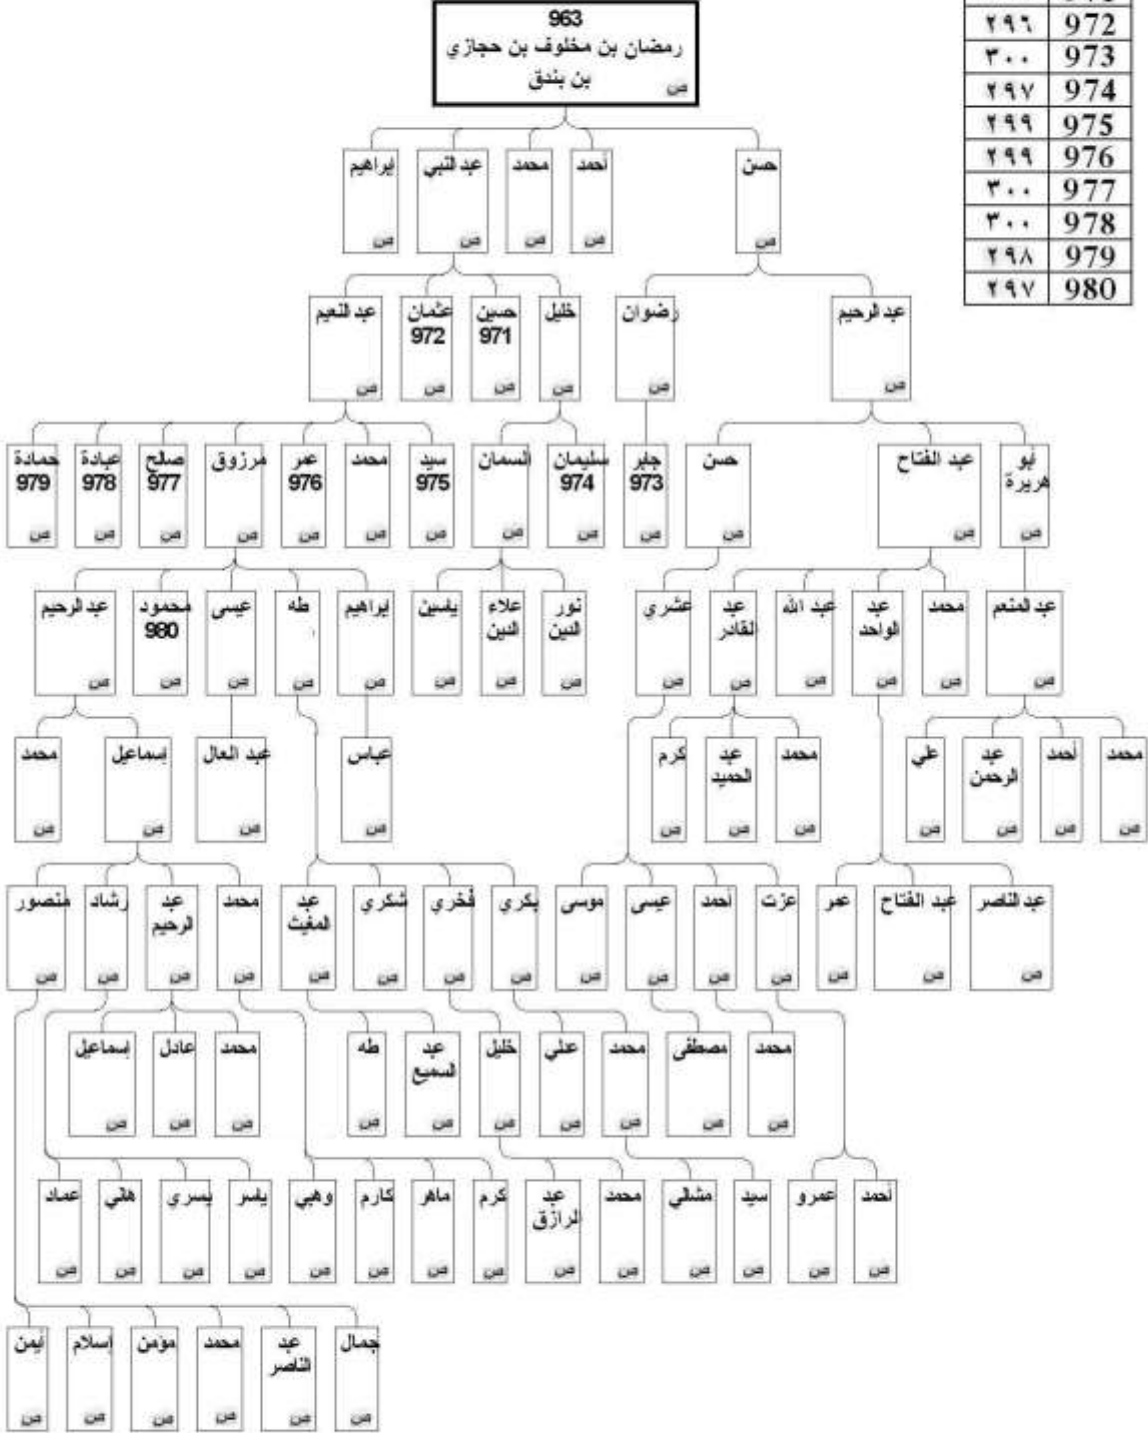 963
رمضان بن مخلوف بن حجازي
بن بندق
ص
٢٩٦ 972
٣٠٠ 973
٢٩٧ 974
٢٩٩ 975
٢٩٩ 976
٣٠٠ 977
٣٠٠ 978
٢٩٨ 979
٢٩٧ 980
حسن أحمد محمد عبد النبي إبراهيم
ص ص ص ص ص
عبد الرحيم رضوان خليل حسين عثمان عبد النعيم
971 972
ص ص ص ص ص ص
أبو هريرة عبد الفتاح حسن جابر سليمان السمان سيد محمد عمر مرزوق صالح عبادة حمادة
973 974 975 976 977 978 979
ص ص ص ص ص ص ص ص ص ص ص ص ص
عبد المنعم محمد عبد الواحد عبد الله عبد القادر عشري نور الدين علاء الدين ياسين إبراهيم طه عيسى محمود عبد الرحيم
980
ص ص ص ص ص ص ص ص ص ص ص ص ص ص
محمد أحمد عبد الرحمن علي محمد عبد الحميد كرم عباس عبد العال إسماعيل محمد
ص ص ص ص ص ص ص ص ص ص ص
عبد الناصر عبد الفتاح عمر عزت أحمد عيسى موسى بكري فخري شكري عبد المغيث محمد عبد الرحيم رشاد منصور
ص ص ص ص ص ص ص ص ص ص ص ص ص ص ص
محمد مصطفى محمد عدلي خليل عبد السميع طه محمد عادل إسماعيل
ص ص ص ص ص ص ص ص ص ص
أحمد عمرو سيد مشالي محمد عبد الرازق كرم ماهر كارم وهبي ياسر يسري هاني عماد
ص ص ص ص ص ص ص ص ص ص ص ص ص ص
جمال عبد الناصر محمد مؤمن إسلام أيمن
ص ص ص ص ص ص